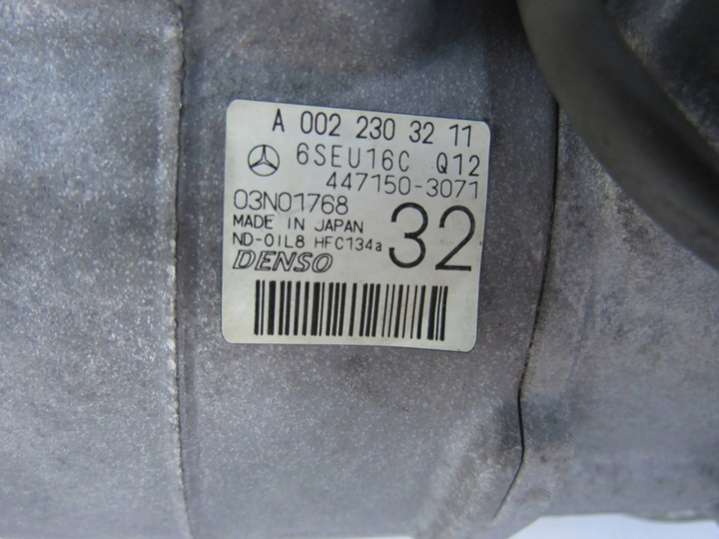 A 002 230 32 11
6SEU16C Q12
447150-3071
03N01768
MADE IN JAPAN
ND-OIL8 HFC134a
32
DENSO